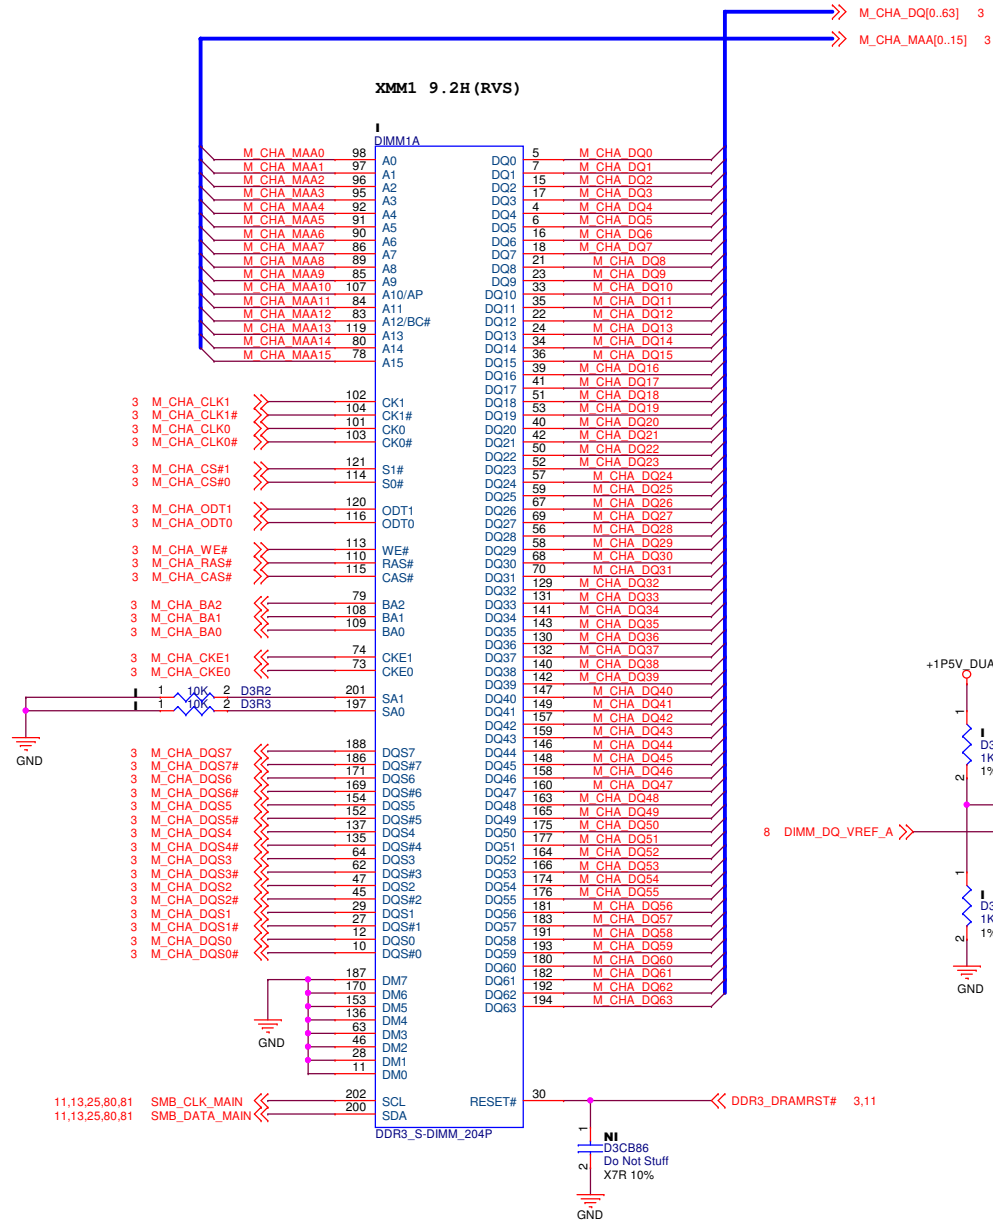 M_CHA_DQ[0..63] 3
M_CHA_MAA[0..15] 3
XMM1 9.2H(RVS)
I
DIMM1A
M_CHA_MAA0 98 A0 DQ0 5 M_CHA_DQ0
M_CHA_MAA1 97 A1 DQ1 7 M_CHA_DQ1
M_CHA_MAA2 96 A2 DQ2 15 M_CHA_DQ2
M_CHA_MAA3 95 A3 DQ3 17 M_CHA_DQ3
M_CHA_MAA4 92 A4 DQ4 4 M_CHA_DQ4
M_CHA_MAA5 91 A5 DQ5 6 M_CHA_DQ5
M_CHA_MAA6 90 A6 DQ6 16 M_CHA_DQ6
M_CHA_MAA7 86 A7 DQ7 18 M_CHA_DQ7
M_CHA_MAA8 89 A8 DQ8 21 M_CHA_DQ8
M_CHA_MAA9 85 A9 DQ9 23 M_CHA_DQ9
M_CHA_MAA10 107 A10/AP DQ10 33 M_CHA_DQ10
M_CHA_MAA11 84 A11 DQ11 35 M_CHA_DQ11
M_CHA_MAA12 83 A12/BC# DQ12 22 M_CHA_DQ12
M_CHA_MAA13 119 A13 DQ13 24 M_CHA_DQ13
M_CHA_MAA14 80 A14 DQ14 34 M_CHA_DQ14
M_CHA_MAA15 78 A15 DQ15 36 M_CHA_DQ15
DQ16 39 M_CHA_DQ16
DQ17 41 M_CHA_DQ17
3 M_CHA_CLK1 102 CK1 DQ18 51 M_CHA_DQ18
3 M_CHA_CLK1# 104 CK1# DQ19 53 M_CHA_DQ19
3 M_CHA_CLK0 101 CK0 DQ20 40 M_CHA_DQ20
3 M_CHA_CLK0# 103 CK0# DQ21 42 M_CHA_DQ21
DQ22 50 M_CHA_DQ22
3 M_CHA_CS#1 121 S1# DQ23 52 M_CHA_DQ23
3 M_CHA_CS#0 114 S0# DQ24 57 M_CHA_DQ24
DQ25 59 M_CHA_DQ25
3 M_CHA_ODT1 120 ODT1 DQ26 67 M_CHA_DQ26
3 M_CHA_ODT0 116 ODT0 DQ27 69 M_CHA_DQ27
DQ28 56 M_CHA_DQ28
3 M_CHA_WE# 113 WE# DQ29 58 M_CHA_DQ29
3 M_CHA_RAS# 110 RAS# DQ30 68 M_CHA_DQ30
3 M_CHA_CAS# 115 CAS# DQ31 70 M_CHA_DQ31
DQ32 129 M_CHA_DQ32
3 M_CHA_BA2 79 BA2 DQ33 131 M_CHA_DQ33
3 M_CHA_BA1 108 BA1 DQ34 141 M_CHA_DQ34
3 M_CHA_BA0 109 BA0 DQ35 143 M_CHA_DQ35
DQ36 130 M_CHA_DQ36
3 M_CHA_CKE1 74 CKE1 DQ37 132 M_CHA_DQ37
3 M_CHA_CKE0 73 CKE0 DQ38 140 M_CHA_DQ38
DQ39 142 M_CHA_DQ39
I 1 10K 2 D3R2 201 SA1 DQ40 147 M_CHA_DQ40
I 1 10K 2 D3R3 197 SA0 DQ41 149 M_CHA_DQ41
GND
DQ42 157 M_CHA_DQ42
DQ43 159 M_CHA_DQ43
3 M_CHA_DQS7 188 DQS7 DQ44 146 M_CHA_DQ44
3 M_CHA_DQS7# 186 DQS#7 DQ45 148 M_CHA_DQ45
3 M_CHA_DQS6 171 DQS6 DQ46 158 M_CHA_DQ46
3 M_CHA_DQS6# 169 DQS#6 DQ47 160 M_CHA_DQ47
3 M_CHA_DQS5 154 DQS5 DQ48 163 M_CHA_DQ48
3 M_CHA_DQS5# 152 DQS#5 DQ49 165 M_CHA_DQ49
3 M_CHA_DQS4 137 DQS4 DQ50 175 M_CHA_DQ50
3 M_CHA_DQS4# 135 DQS#4 DQ51 177 M_CHA_DQ51
3 M_CHA_DQS3 64 DQS3 DQ52 164 M_CHA_DQ52
3 M_CHA_DQS3# 62 DQS#3 DQ53 166 M_CHA_DQ53
3 M_CHA_DQS2 47 DQS2 DQ54 174 M_CHA_DQ54
3 M_CHA_DQS2# 45 DQS#2 DQ55 176 M_CHA_DQ55
3 M_CHA_DQS1 29 DQS1 DQ56 181 M_CHA_DQ56
3 M_CHA_DQS1# 27 DQS#1 DQ57 183 M_CHA_DQ57
3 M_CHA_DQS0 12 DQS0 DQ58 191 M_CHA_DQ58
3 M_CHA_DQS0# 10 DQS#0 DQ59 193 M_CHA_DQ59
DQ60 180 M_CHA_DQ60
187 DM7 DQ61 182 M_CHA_DQ61
170 DM6 DQ62 192 M_CHA_DQ62
153 DM5 DQ63 194 M_CHA_DQ63
136 DM4
63 DM3
46 DM2
28 DM1
11 DM0
GND
11,13,25,80,81 SMB_CLK_MAIN 202 SCL RESET# 30 DDR3_DRAMRST# 3,11
11,13,25,80,81 SMB_DATA_MAIN 200 SDA
DDR3_S-DIMM_204P
1
NI
D3CB86
Do Not Stuff
X7R 10%
2
GND
+1P5V_DUA
1
I
D3
1K
1%
2
8 DIMM_DQ_VREF_A
1
I
D3
1K
1%
2
GND